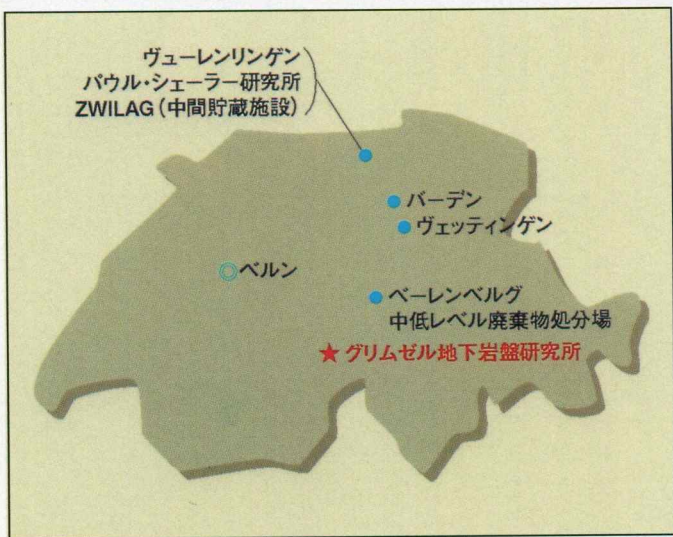 ヴューレンリンゲン
パウル・シェーラー研究所
ZWILAG（中間貯蔵施設）
バーデン
ヴェッティンゲン
ベルン
ベーレンベルグ
中低レベル廃棄物処分場
グリムゼル地下岩盤研究所